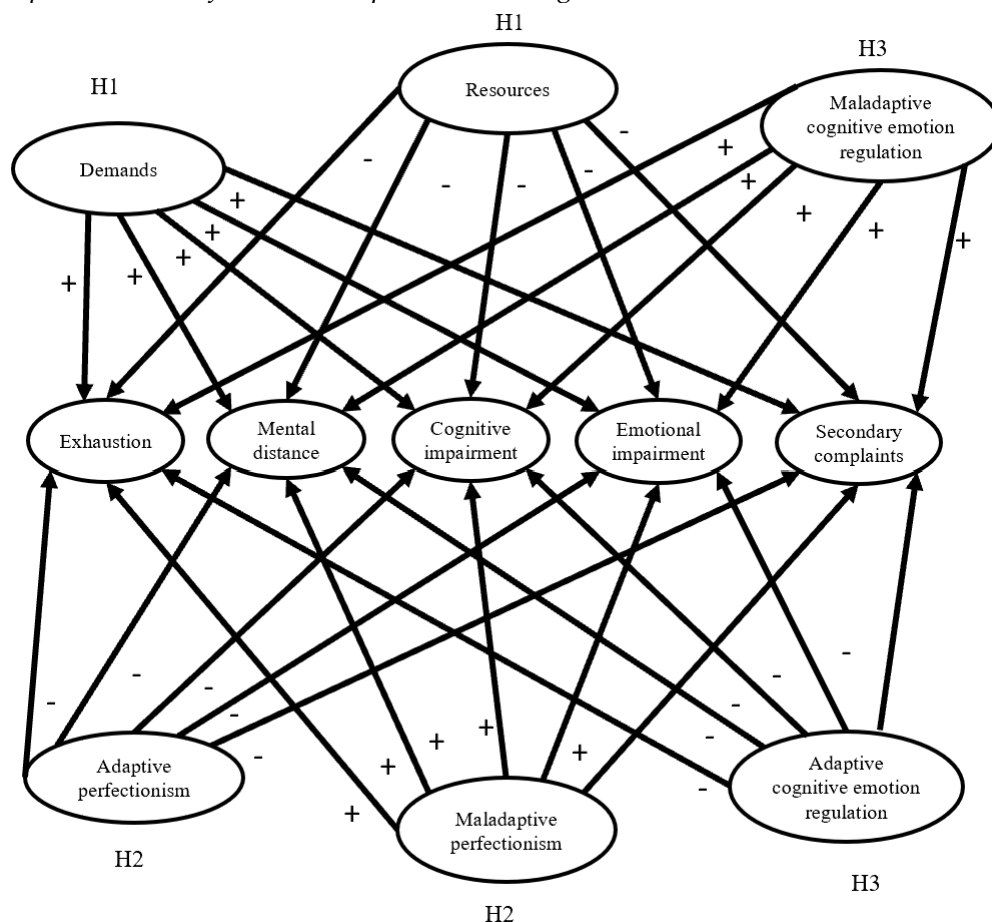 H1
H3
H1
Resources
Maladaptive
cognitive emotion
regulation
Demands
+
+
+
+
+
-
-
-
-
-
+
+
+
+
+
Exhaustion
Mental
distance
Cognitive
impairment
Emotional
impairment
Secondary
complaints
-
-
-
-
-
+
+
+
+
+
-
-
-
-
-
Adaptive
perfectionism
Maladaptive
perfectionism
Adaptive
cognitive emotion
regulation
H2
H3
H2